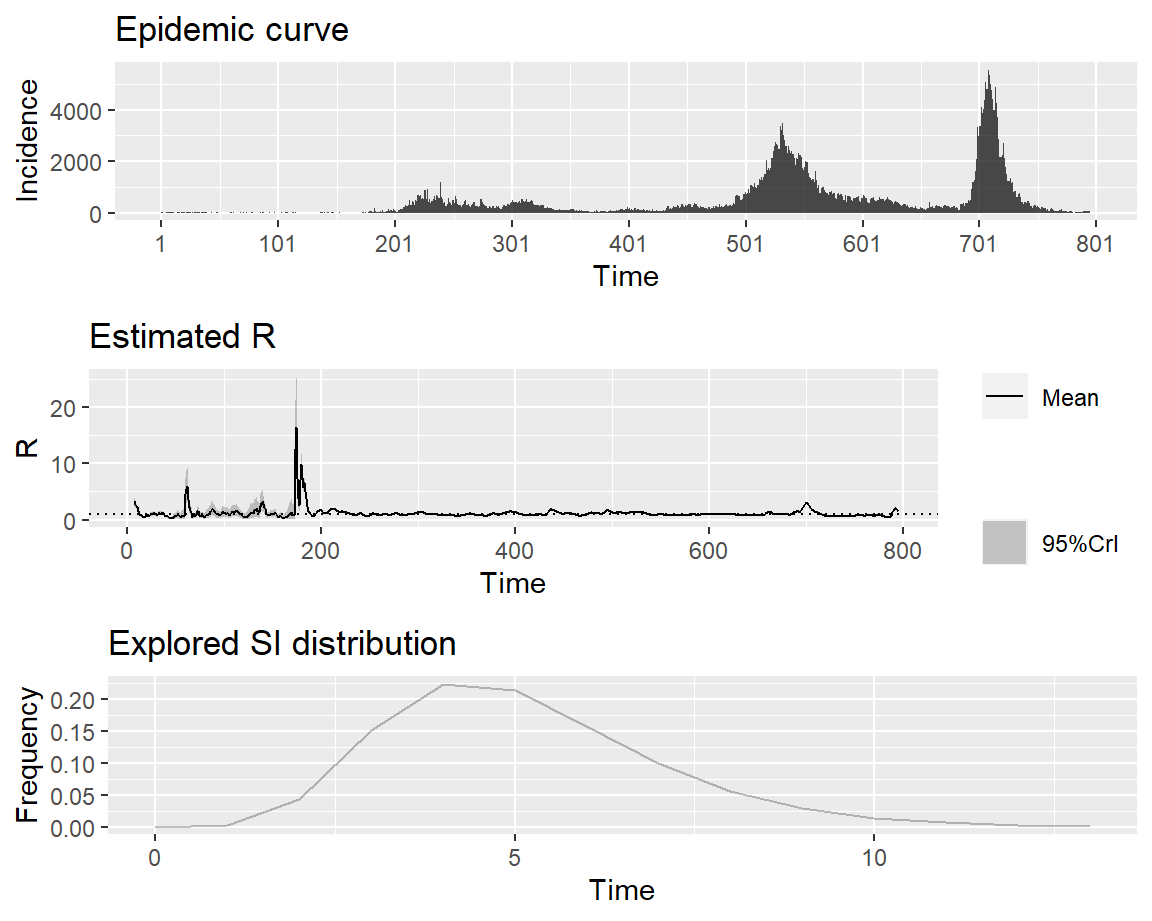 Epidemic curve
Incidence
4000
2000
0
1 101 201 301 401 501 601 701 801
Time
Estimated R
R
20
10
0
0 200 400 600 800
Time
Mean
95%CrI
Explored SI distribution
Frequency
0.20
0.15
0.10
0.05
0.00
0 5 10
Time